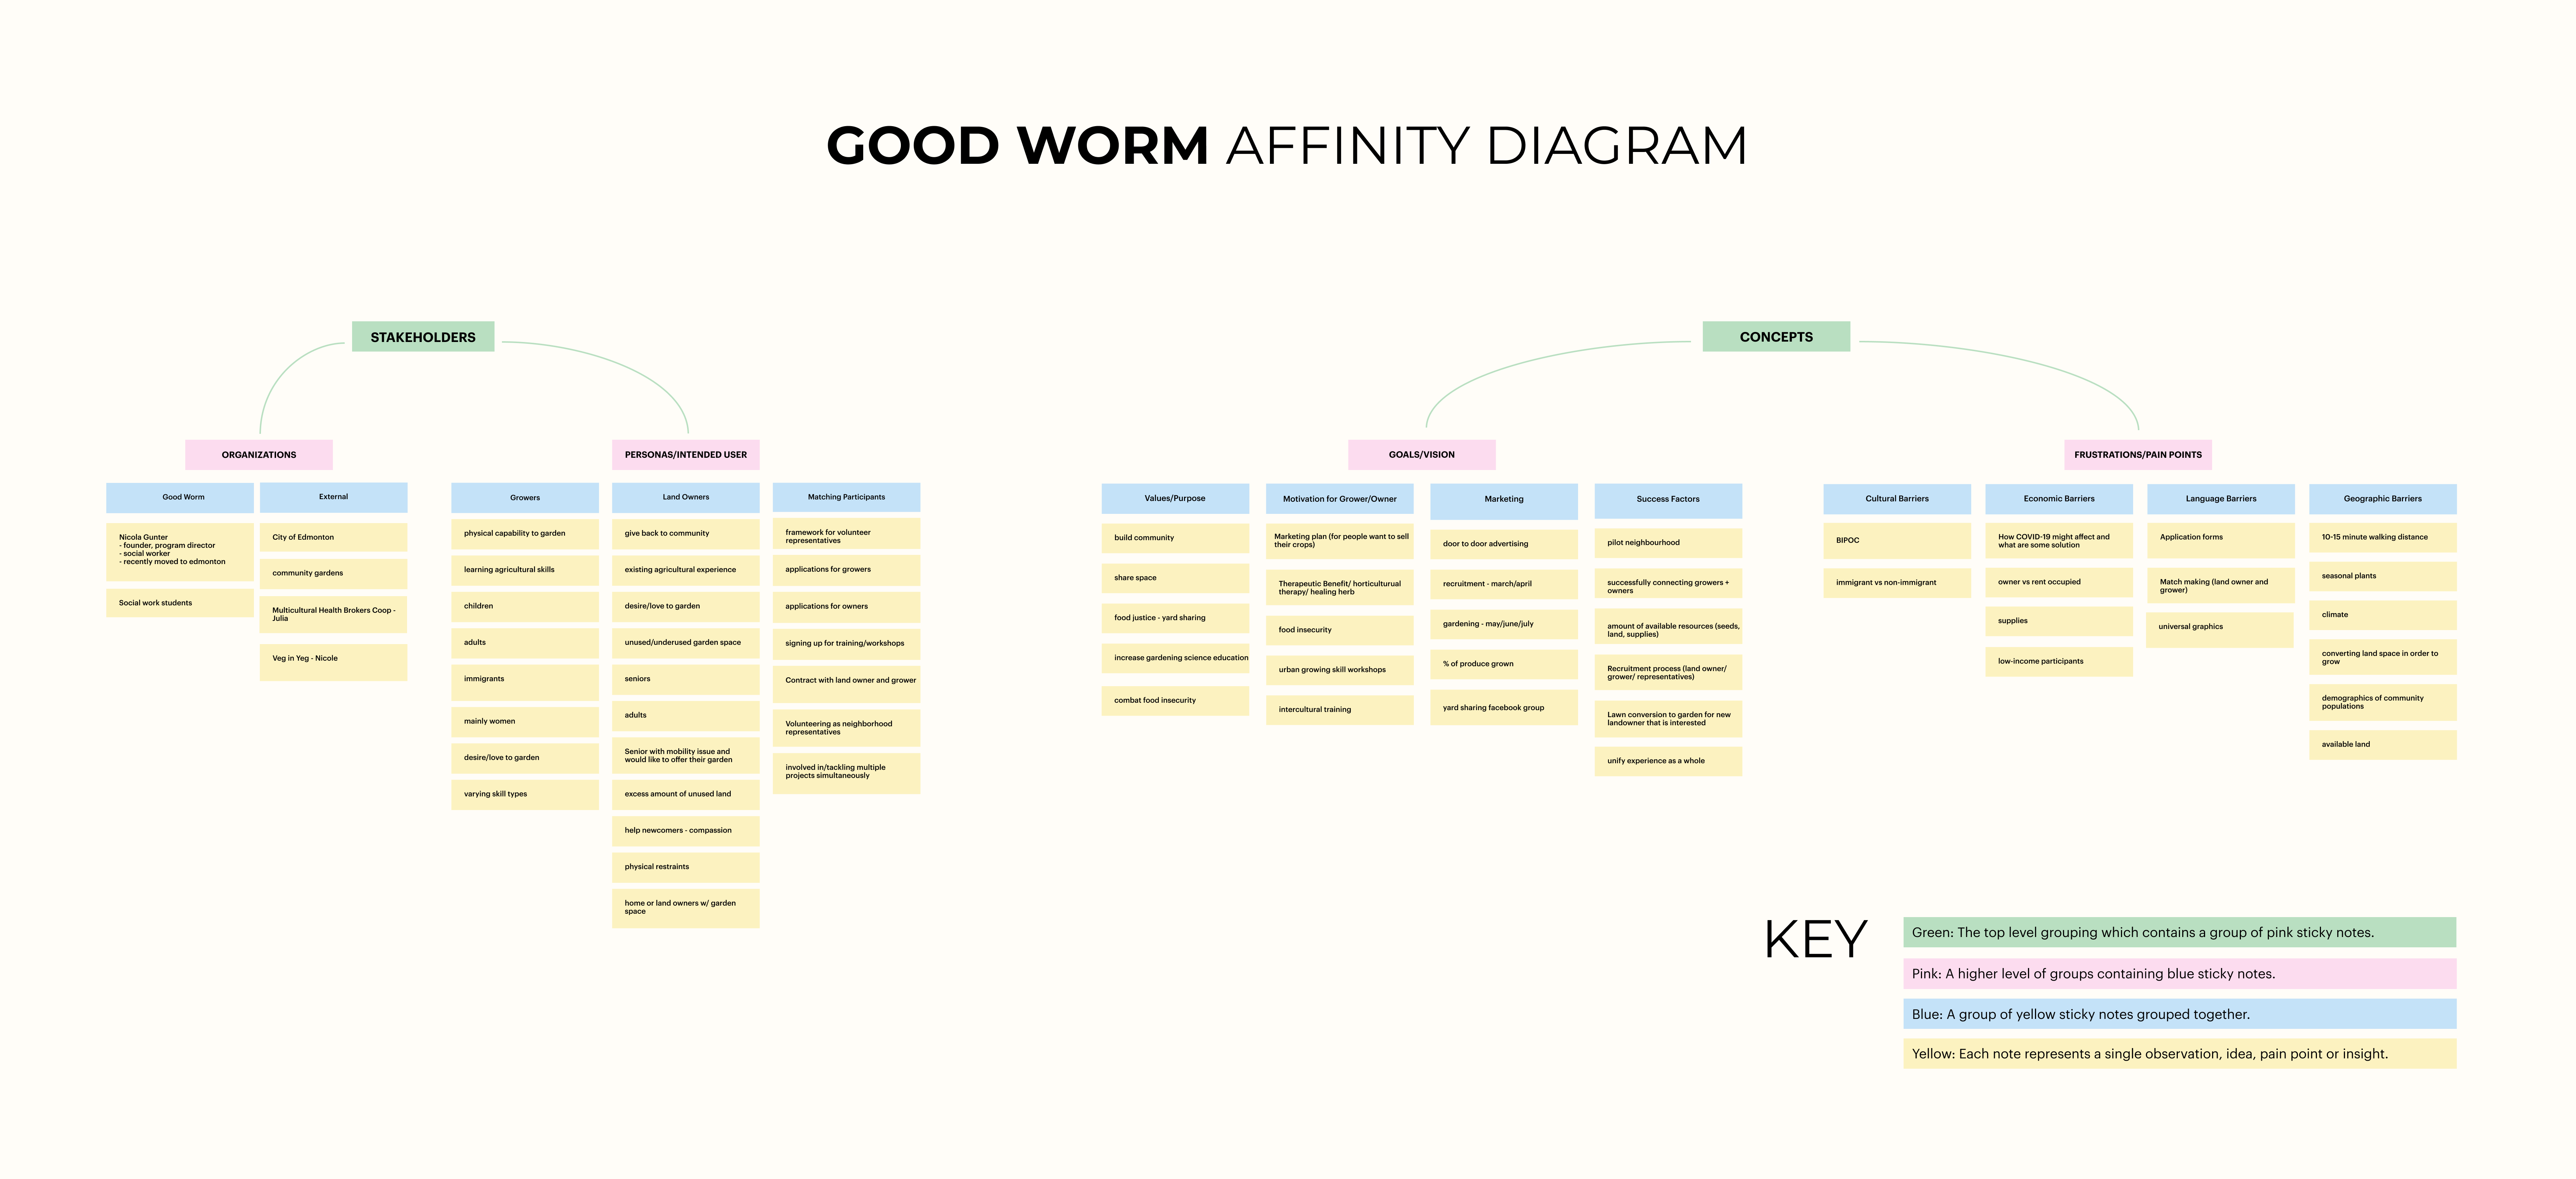 GOOD WORM AFFINITY DIAGRAM
STAKEHOLDERS
ORGANIZATIONS
Good Worm
Nicola Gunter
- founder, program director
- social worker
- recently moved to edmonton
Social work students
External
City of Edmonton
community gardens
Multicultural Health Brokers Coop -
Julia
Veg in Yeg - Nicole
PERSONAS/INTENDED USER
Growers
physical capability to garden
learning agricultural skills
children
adults
immigrants
mainly women
desire/love to garden
varying skill types
Land Owners
give back to community
existing agricultural experience
desire/love to garden
unused/underused garden space
seniors
adults
Senior with mobility issue and
would like to offer their garden
excess amount of unused land
help newcomers - compassion
physical restraints
home or land owners w/ garden
space
Matching Participants
framework for volunteer
representatives
applications for growers
applications for owners
signing up for training/workshops
Contract with land owner and grower
Volunteering as neighborhood
representatives
involved in/tackling multiple
projects simultaneously
CONCEPTS
GOALS/VISION
Values/Purpose
build community
share space
food justice - yard sharing
increase gardening science education
combat food insecurity
Motivation for Grower/Owner
Marketing plan (for people want to sell
their crops)
Therapeutic Benefit/ horticulturual
therapy/ healing herb
food insecurity
urban growing skill workshops
intercultural training
Marketing
door to door advertising
recruitment - march/april
gardening - may/june/july
% of produce grown
yard sharing facebook group
Success Factors
pilot neighbourhood
successfully connecting growers +
owners
amount of available resources (seeds,
land, supplies)
Recruitment process (land owner/
grower/ representatives)
Lawn conversion to garden for new
landowner that is interested
unify experience as a whole
FRUSTRATIONS/PAIN POINTS
Cultural Barriers
BIPOC
immigrant vs non-immigrant
Economic Barriers
How COVID-19 might affect and
what are some solution
owner vs rent occupied
supplies
low-income participants
Language Barriers
Application forms
Match making (land owner and
grower)
universal graphics
Geographic Barriers
10-15 minute walking distance
seasonal plants
climate
converting land space in order to
grow
demographics of community
populations
available land
KEY
Green: The top level grouping which contains a group of pink sticky notes.
Pink: A higher level of groups containing blue sticky notes.
Blue: A group of yellow sticky notes grouped together.
Yellow: Each note represents a single observation, idea, pain point or insight.